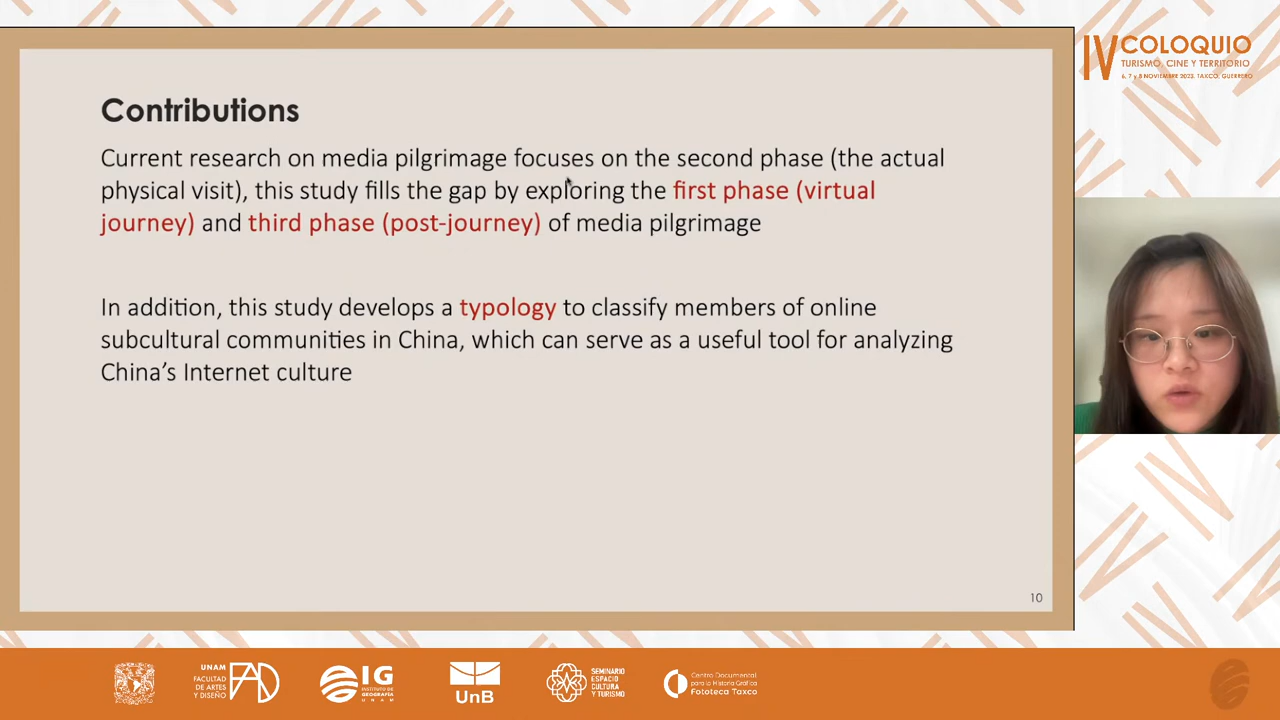 Contributions
Current research on media pilgrimage focuses on the second phase (the actual
physical visit), this study fills the gap by exploring the first phase (virtual
journey) and third phase (post-journey) of media pilgrimage
In addition, this study develops a typology to classify members of online
subcultural communities in China, which can serve as a useful tool for analyzing
China’s Internet culture
10
IV COLOQUIO
TURISMO, CINE Y TERRITORIO
6, 7 y 8 NOVIEMBRE 2023. TAXCO, GUERRERO
UNAM
FACULTAD
DE ARTES
Y DISEÑO
FAD
IG
INSTITUTO DE
GEOGRAFÍA
UNAM
UnB
SEMINARIO
ESPACIO
CULTURA
Y TURISMO
Centro Documental
para la Historia Gráfica
Fototeca Taxco